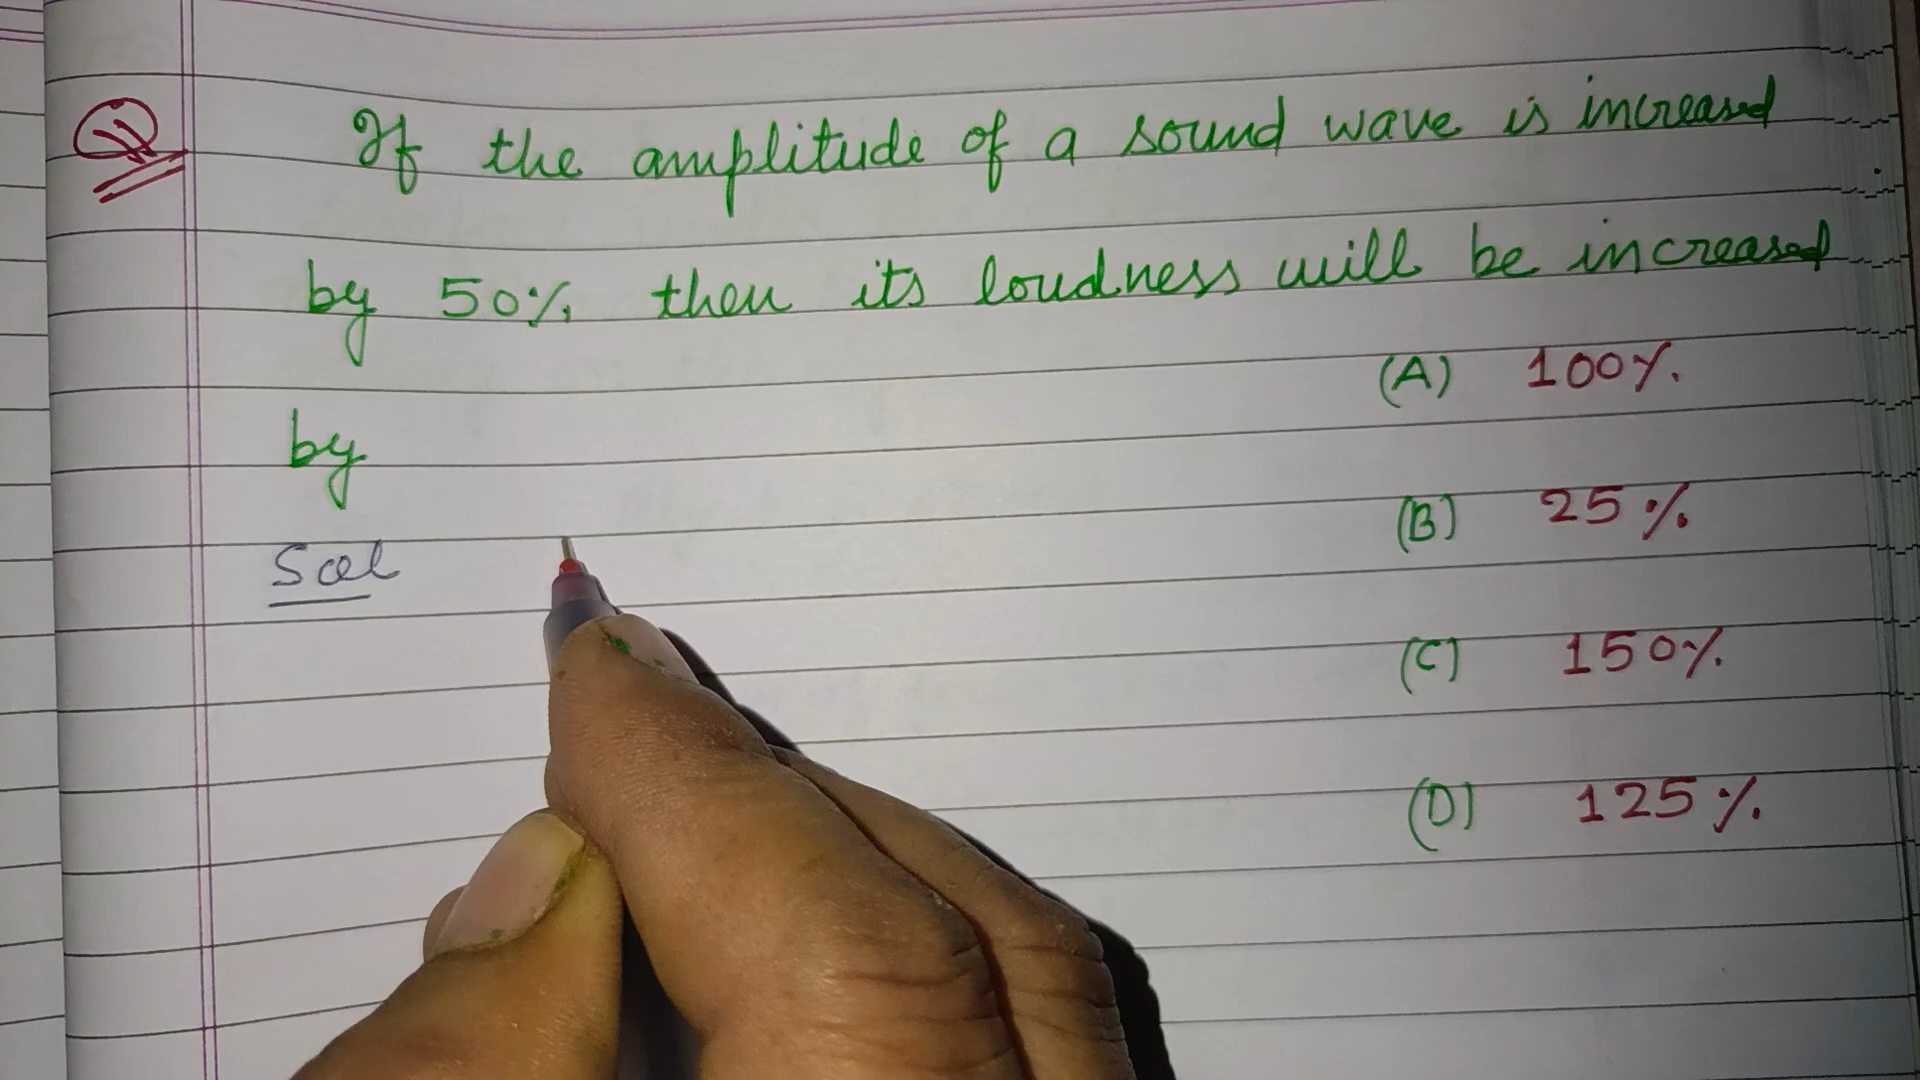 Q If the amplitude of a sound wave is increased
by 50% then its loudness will be increased
by
(A) 100%
(B) 25%
Sol
(C) 150%
(D) 125%